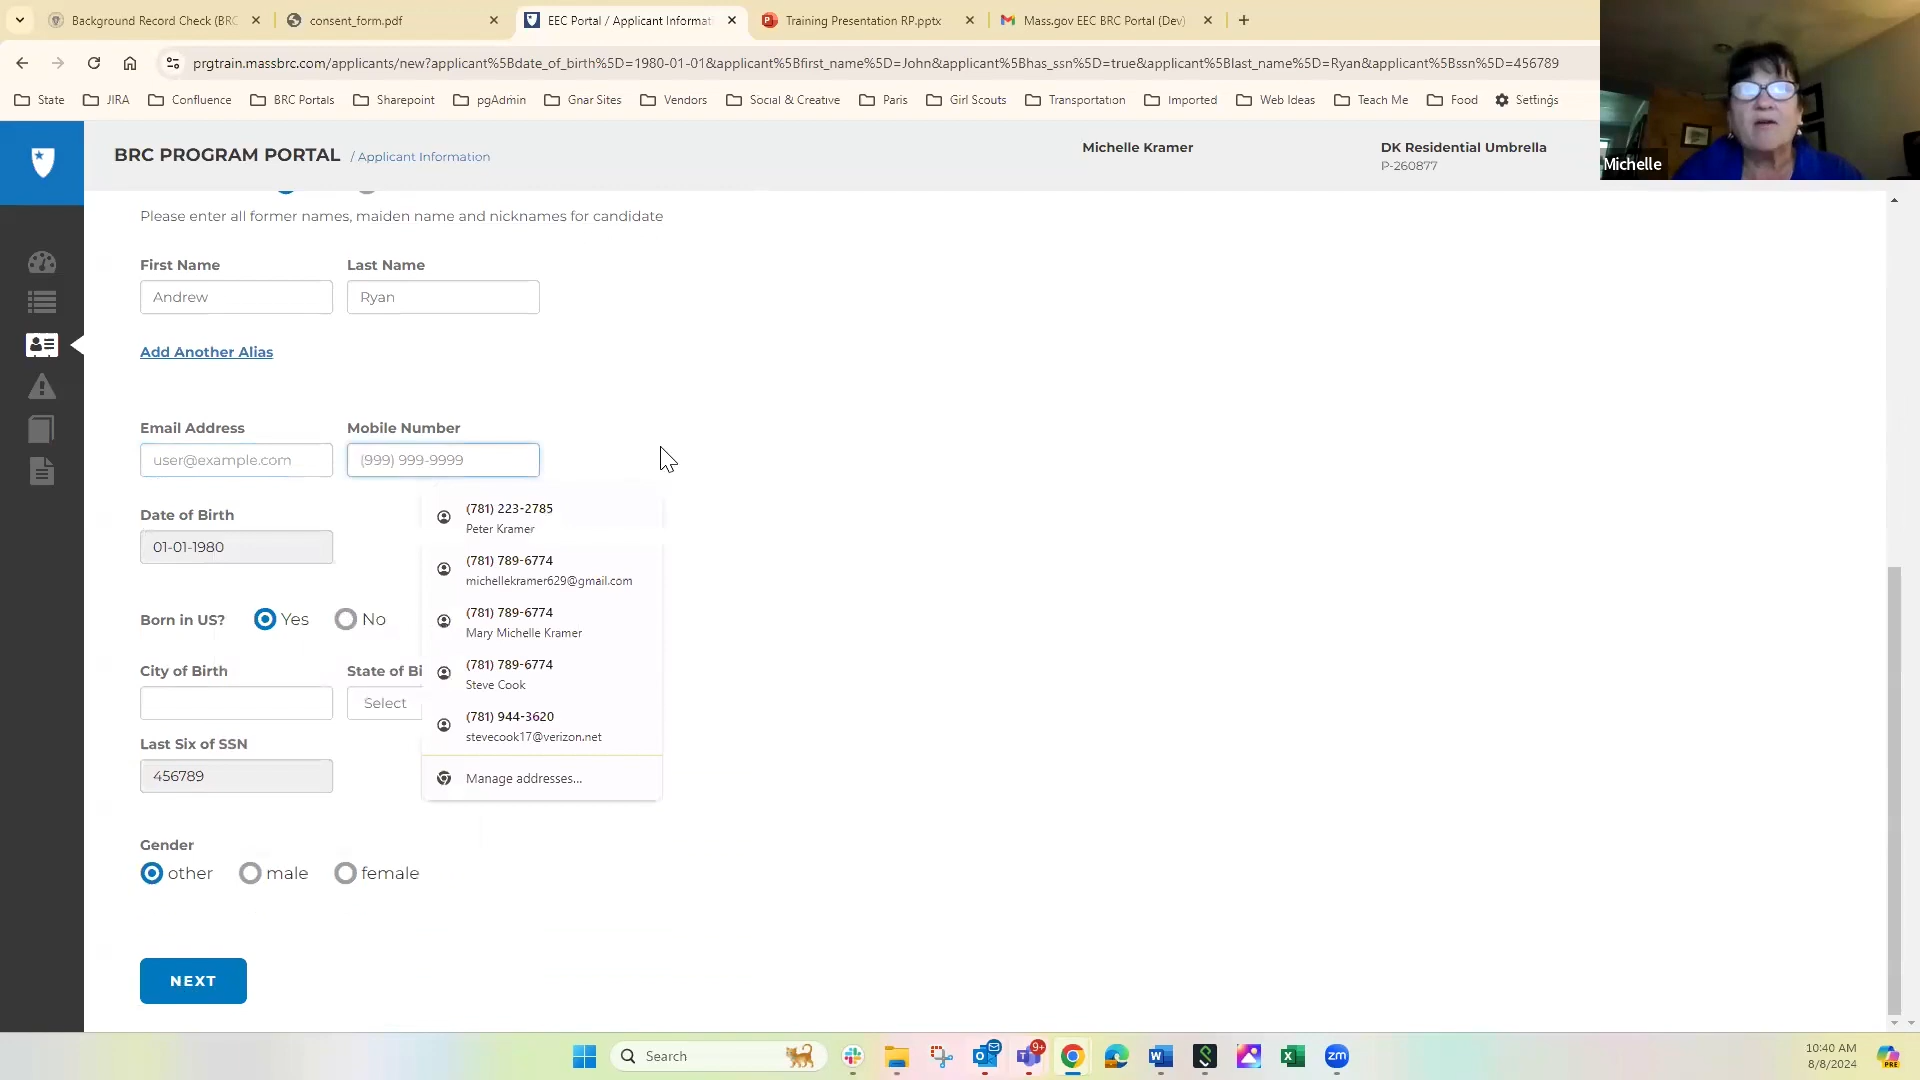 Background Record Check (BRC
consent_form.pdf
EEC Portal / Applicant Informat
Training Presentation RP.pptx
Mass.gov EEC BRC Portal (Dev)
prgtrain.massbrc.com/applicants/new?applicant%5Bdate_of_birth%5D=1980-01-01&applicant%5Bfirst_name%5D=John&applicant%5Bhas_ssn%5D=true&applicant%5Blast_name%5D=Ryan&applicant%5Bssn%5D=456789
State JIRA Confluence BRC Portals Sharepoint pgAdmin Gnar Sites Vendors Social & Creative Paris Girl Scouts Transportation Imported Web Ideas Teach Me Food Settings
Michelle
BRC PROGRAM PORTAL / Applicant Information
Michelle Kramer
DK Residential Umbrella
P-260877
Please enter all former names, maiden name and nicknames for candidate
First Name Last Name
Andrew Ryan
Add Another Alias
Email Address Mobile Number
user@example.com (999) 999-9999
(781) 223-2785
Peter Kramer
(781) 789-6774
michellekramer629@gmail.com
(781) 789-6774
Mary Michelle Kramer
(781) 789-6774
Steve Cook
(781) 944-3620
stevecook17@verizon.net
Manage addresses...
Date of Birth
01-01-1980
Born in US? Yes No
City of Birth State of Bi
Select
Last Six of SSN
456789
Gender
other male female
NEXT
Search
9+
zm
10:40 AM
8/8/2024
PRE